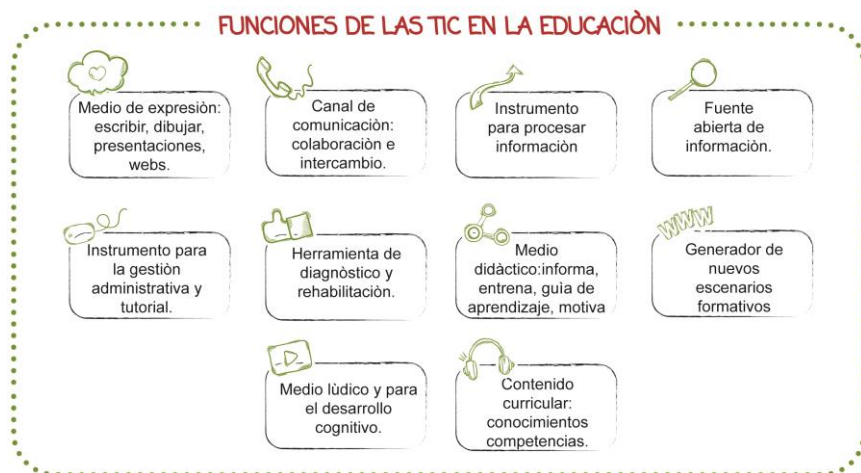 FUNCIONES DE LAS TIC EN LA EDUCACIÒN
Medio de expresiòn:
escribir, dibujar,
presentaciones,
webs.
Canal de
comunicaciòn:
colaboraciòn e
intercambio.
Instrumento
para procesar
informaciòn
Fuente
abierta de
informaciòn.
Instrumento para
la gestiòn
administrativa y
tutorial.
Herramienta de
diagnòstico y
rehabilitaciòn.
Medio
didàctico:informa,
entrena, guìa de
aprendizaje, motiva
WWW
Generador de
nuevos
escenarios
formativos
Medio lùdico y para
el desarrollo
cognitivo.
Contenido
curricular:
conocimientos
competencias.